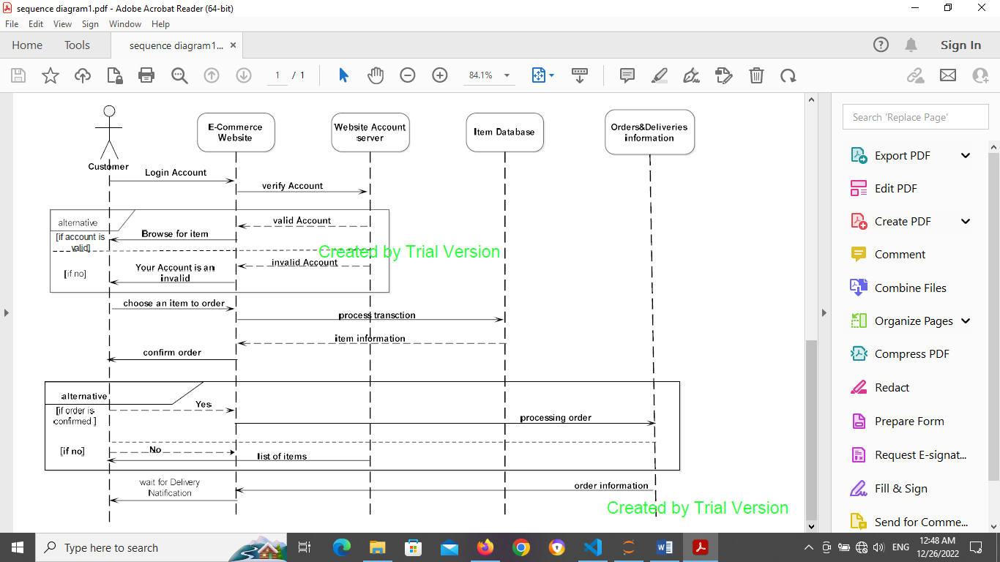 sequence diagram1.pdf - Adobe Acrobat Reader (64-bit)
File Edit View Sign Window Help
Home Tools sequence diagram1... × Sign In
1 / 1 84.1%
E-Commerce
Website
Website Account
server
Item Database
Orders&Deliveries
information
Customer
Login Account
verify Account
alternative
valid Account
[if account is
valid]
Browse for item
Created by Trial Version
invalid Account
[if no]
Your Account is an
invalid
choose an item to order
process transction
item information
confirm order
alternative
Yes
[if order is
confirmed ]
processing order
[if no]
No
list of items
wait for Delivery
Natification
order information
Created by Trial Version
Search 'Replace Page'
Export PDF
Edit PDF
Create PDF
Comment
Combine Files
Organize Pages
Compress PDF
Redact
Prepare Form
Request E-signat...
Fill & Sign
Send for Comme...
Type here to search
ENG
12:48 AM
12/26/2022